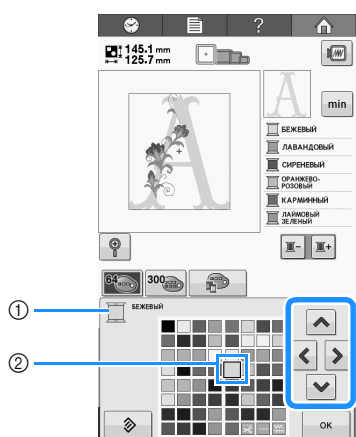 ?
145.1 mm
125.7 mm
A
A
min
БЕЖЕВЫЙ
ЛАВАНДОВЫЙ
СИРЕНЕВЫЙ
ОРАНЖЕВО-
РОЗОВЫЙ
КАРМИННЫЙ
ЛАЙМОВЫЙ
ЗЕЛЕНЫЙ
- +
64 300
① БЕЖЕВЫЙ
②
OK